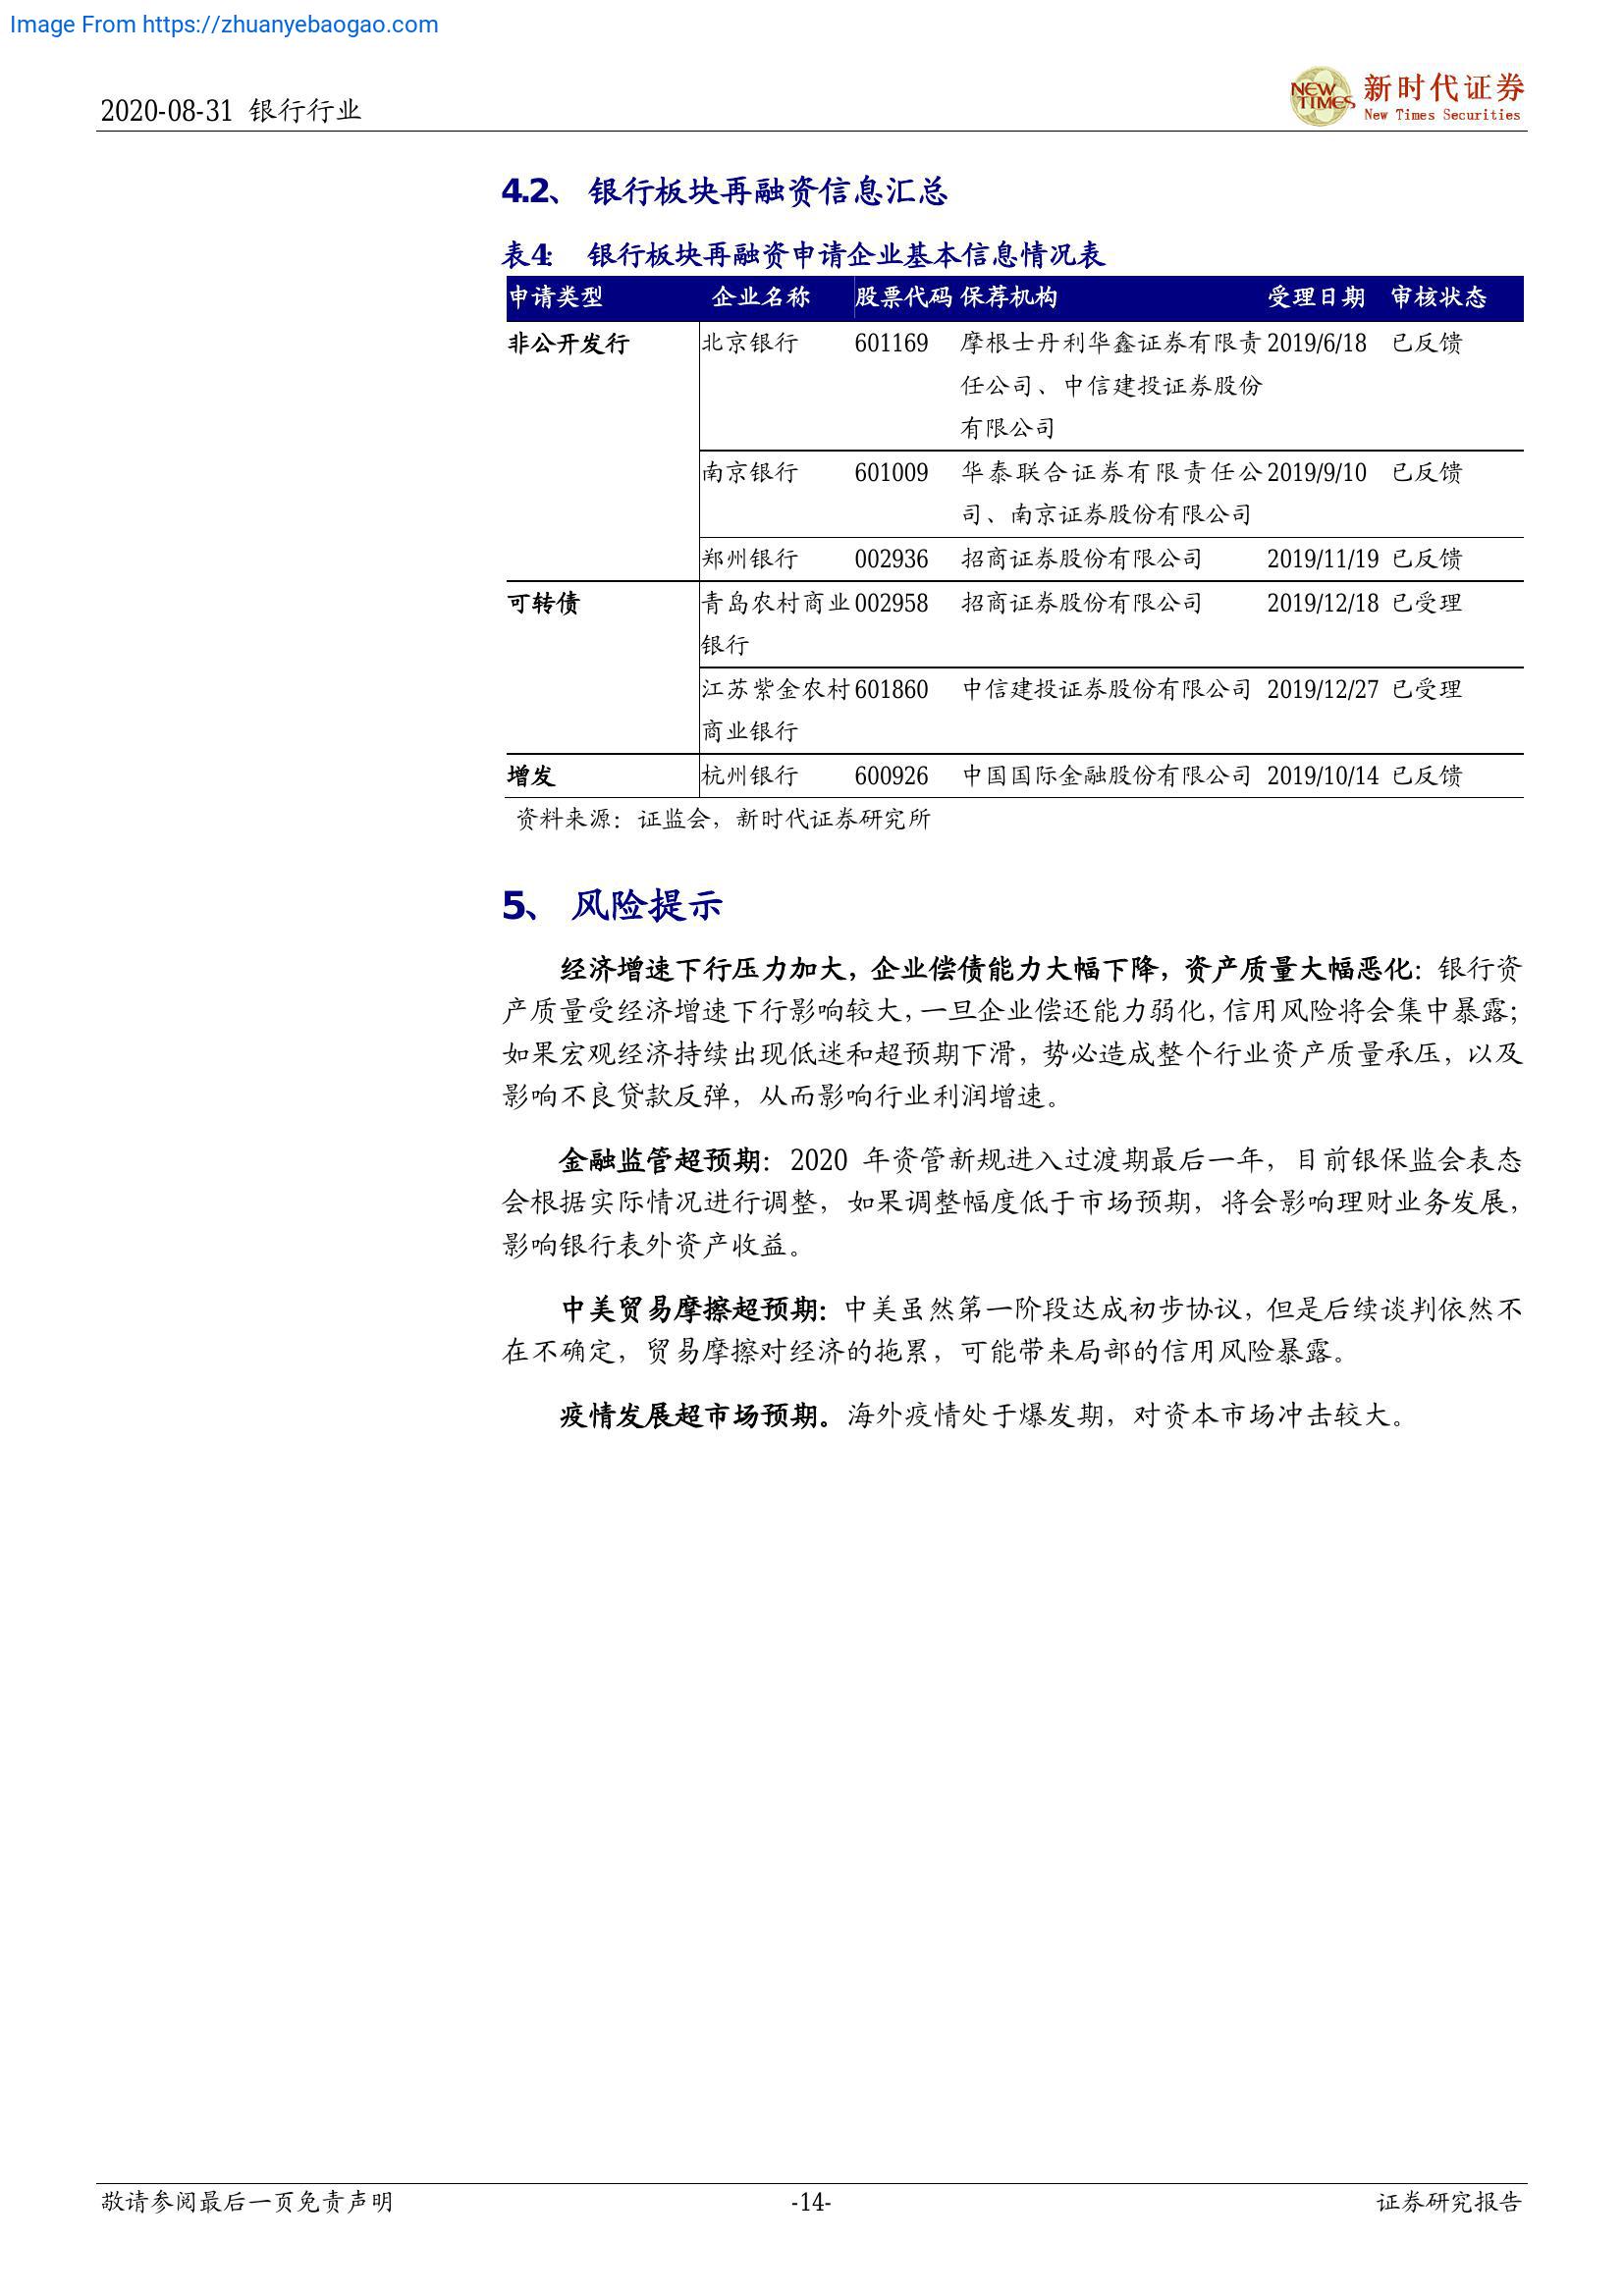 Image From https://zhuanyebaogao.com
2020-08-31 银行行业
NEW TIMES 新时代证券
New Times Securities
4.2、 银行板块再融资信息汇总
表4: 银行板块再融资申请企业基本信息情况表
申请类型 企业名称 股票代码 保荐机构 受理日期 审核状态
非公开发行 北京银行 601169 摩根士丹利华鑫证券有限责 2019/6/18 已反馈
任公司、中信建投证券股份
有限公司
南京银行 601009 华泰联合证券有限责任公 2019/9/10 已反馈
司、南京证券股份有限公司
郑州银行 002936 招商证券股份有限公司 2019/11/19 已反馈
可转债 青岛农村商业 002958 招商证券股份有限公司 2019/12/18 已受理
银行
江苏紫金农村 601860 中信建投证券股份有限公司 2019/12/27 已受理
商业银行
增发 杭州银行 600926 中国国际金融股份有限公司 2019/10/14 已反馈
资料来源：证监会，新时代证券研究所
5、 风险提示
经济增速下行压力加大，企业偿债能力大幅下降，资产质量大幅恶化：银行资
产质量受经济增速下行影响较大，一旦企业偿还能力弱化，信用风险将会集中暴露；
如果宏观经济持续出现低迷和超预期下滑，势必造成整个行业资产质量承压，以及
影响不良贷款反弹，从而影响行业利润增速。
金融监管超预期：2020 年资管新规进入过渡期最后一年，目前银保监会表态
会根据实际情况进行调整，如果调整幅度低于市场预期，将会影响理财业务发展，
影响银行表外资产收益。
中美贸易摩擦超预期：中美虽然第一阶段达成初步协议，但是后续谈判依然不
在不确定，贸易摩擦对经济的拖累，可能带来局部的信用风险暴露。
疫情发展超市场预期。海外疫情处于爆发期，对资本市场冲击较大。
敬请参阅最后一页免责声明 -14- 证券研究报告